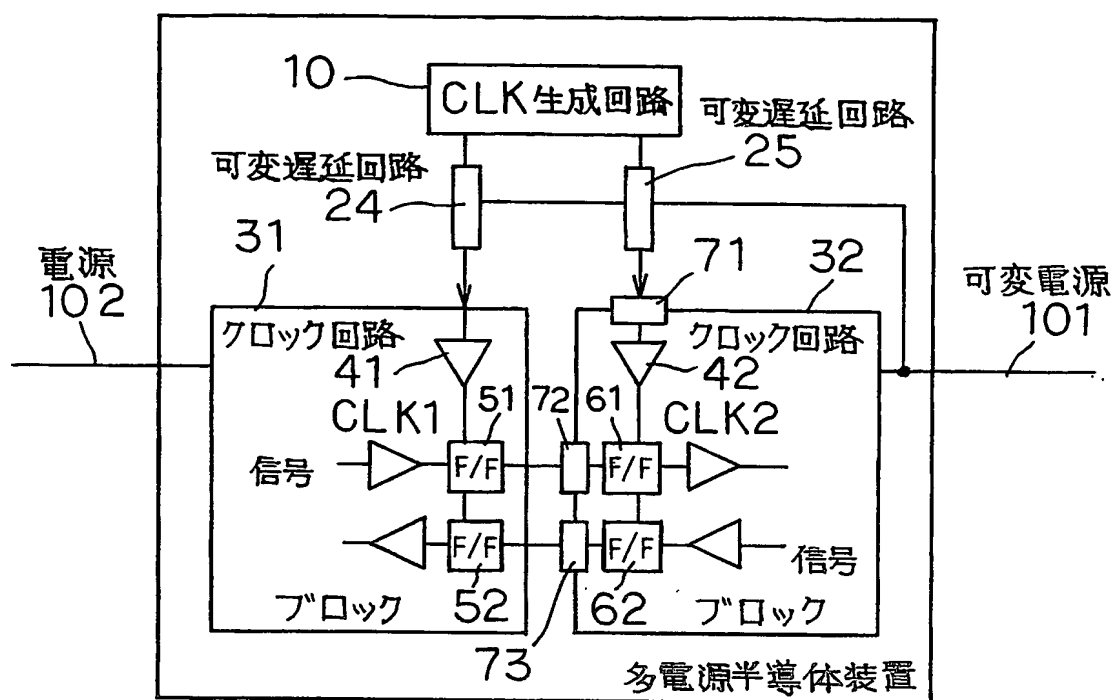 10
CLK生成回路
可変遅延回路
25
可変遅延回路
24
31
71
32
電源
102
可変電源
101
クロック回路
41
クロック回路
42
CLK1
51
72
61
CLK2
信号
F/F
F/F
F/F
F/F
信号
ブロック
52
62
ブロック
73
多電源半導体装置